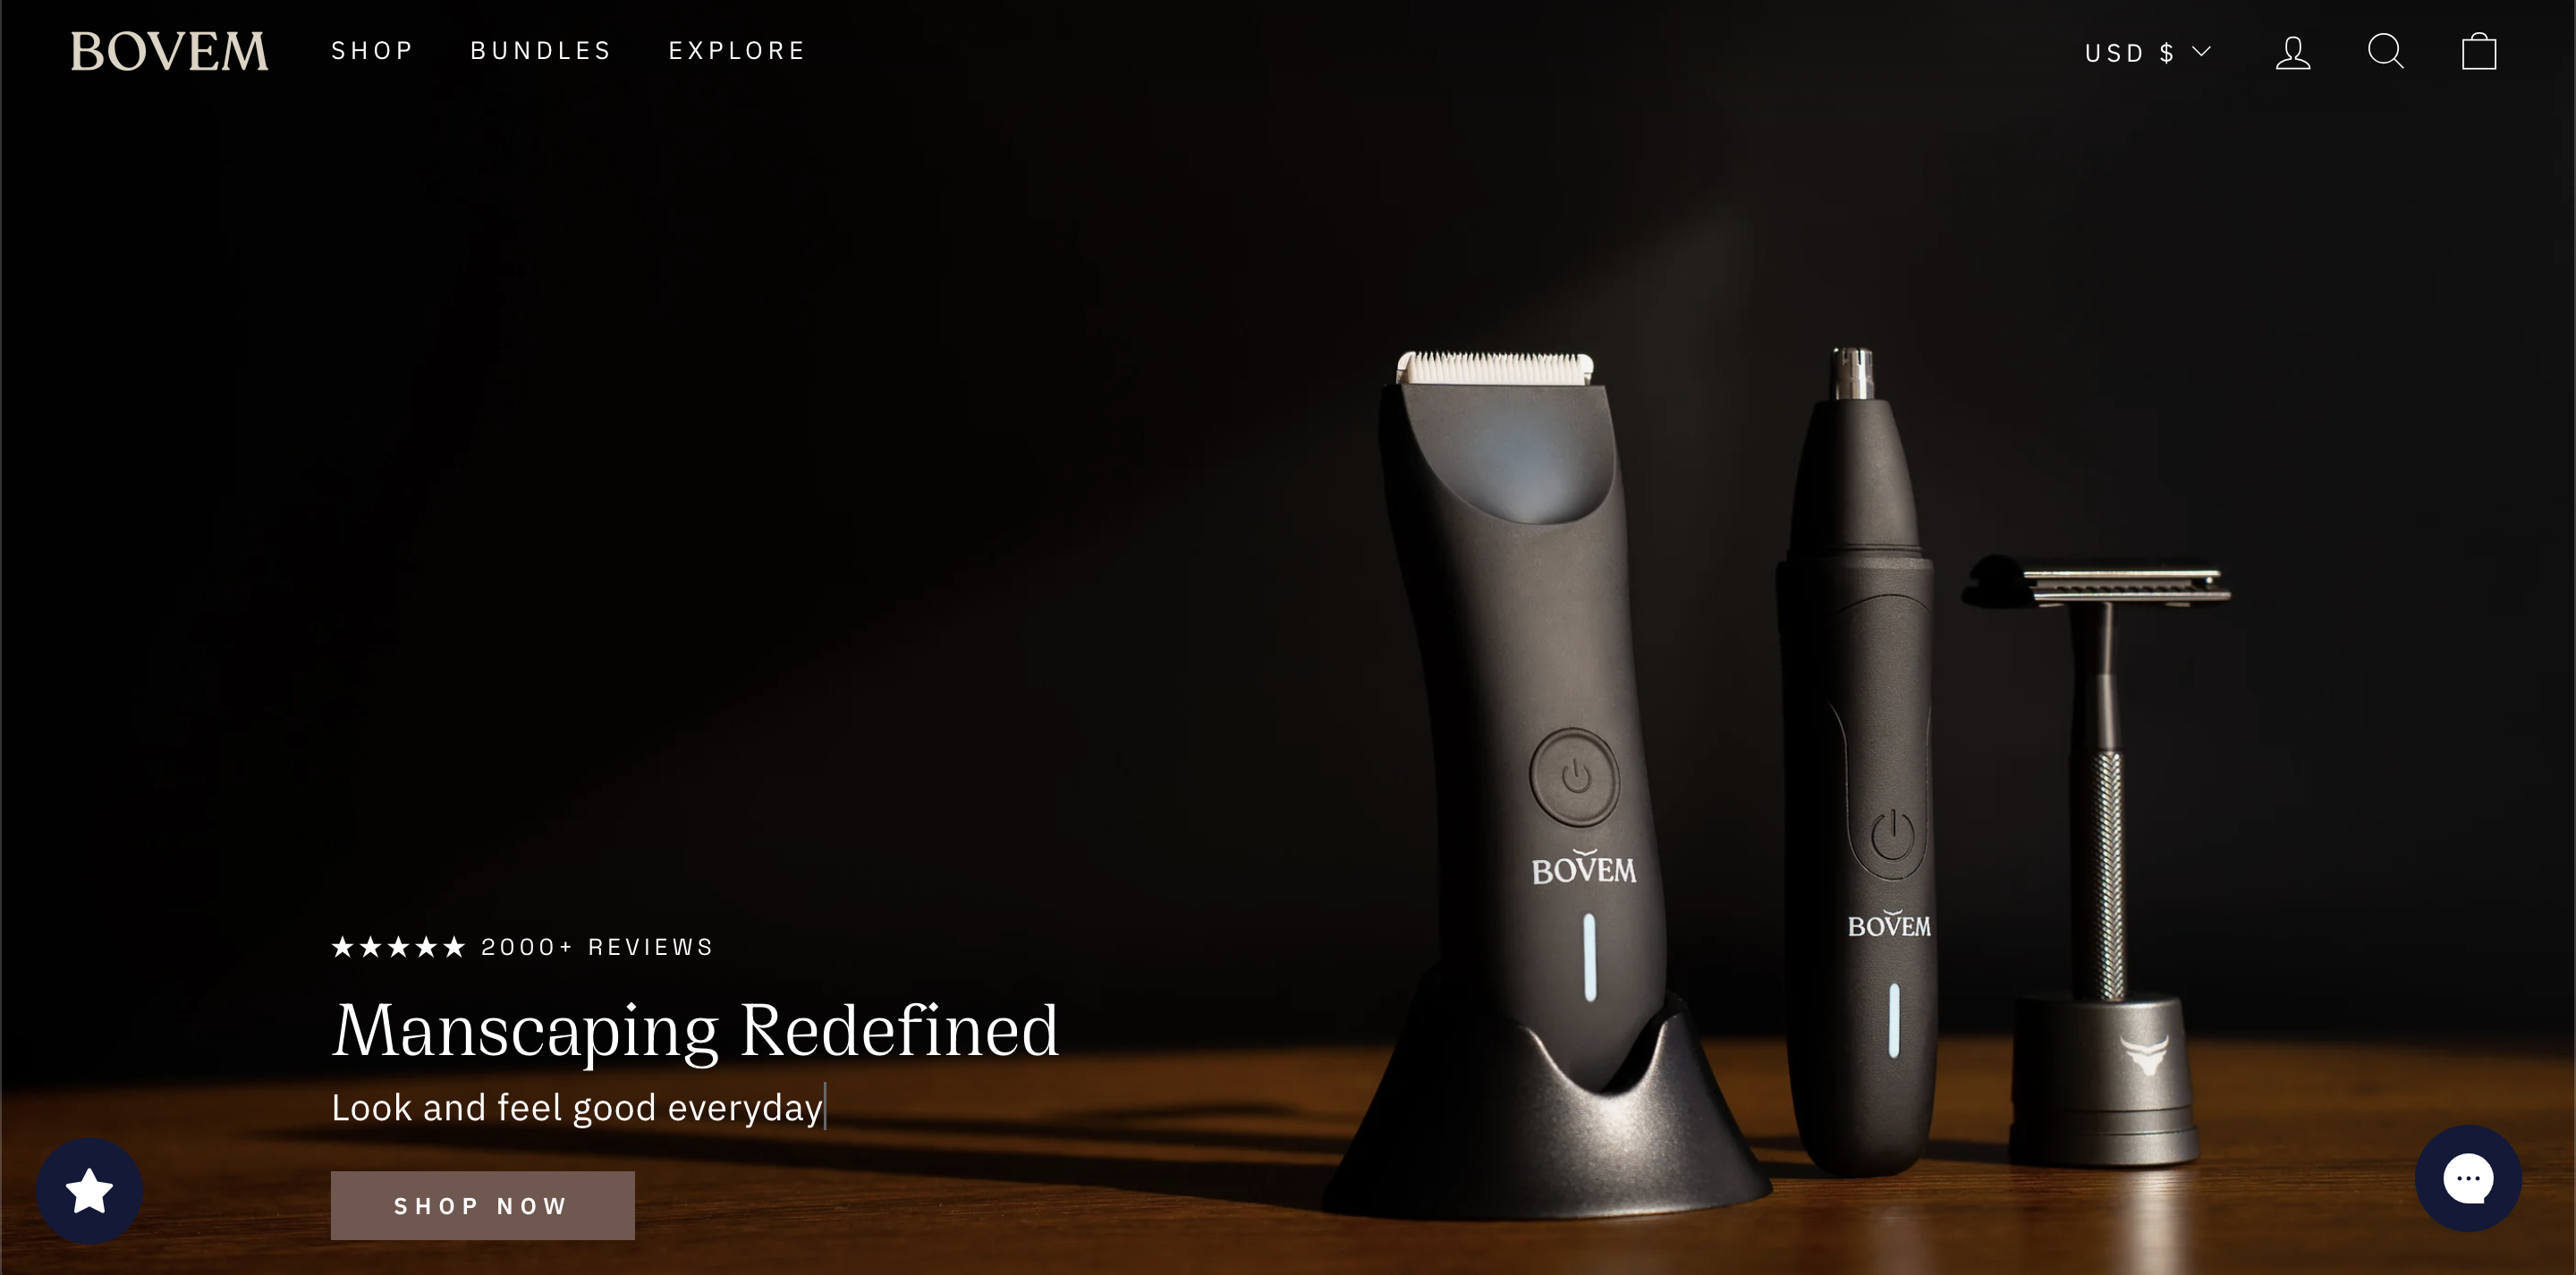 BOVEM
SHOP BUNDLES EXPLORE
USD $
BOVEM
BOVEM
★★★★★ 2000+ REVIEWS
Manscaping Redefined
Look and feel good everyday
SHOP NOW